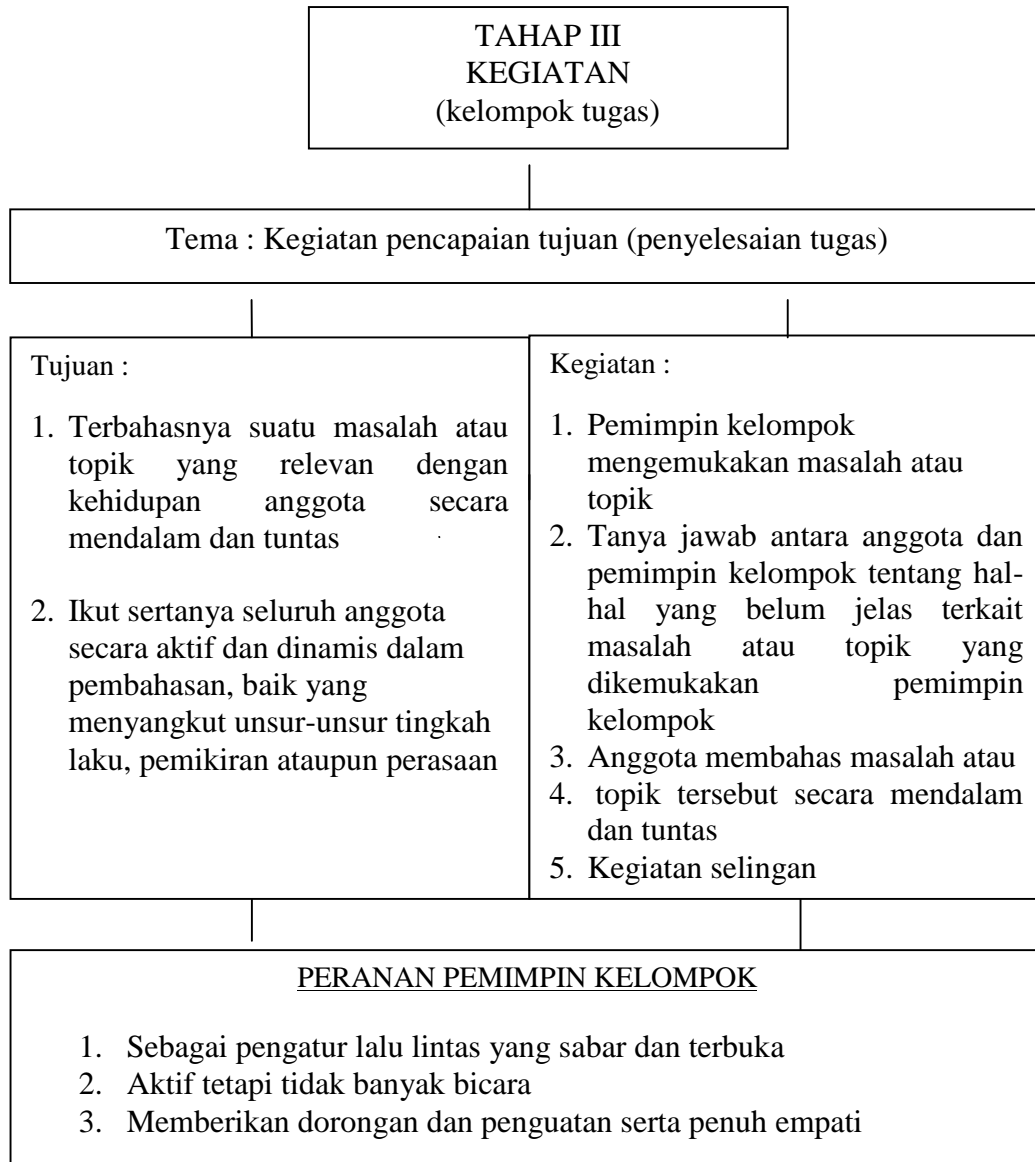 TAHAP III
KEGIATAN
(kelompok tugas)
Tema : Kegiatan pencapaian tujuan (penyelesaian tugas)
Tujuan :
1. Terbahasnya suatu masalah atau
topik yang relevan dengan
kehidupan anggota secara
mendalam dan tuntas
2. Ikut sertanya seluruh anggota
secara aktif dan dinamis dalam
pembahasan, baik yang
menyangkut unsur-unsur tingkah
laku, pemikiran ataupun perasaan
Kegiatan :
1. Pemimpin kelompok
mengemukakan masalah atau
topik
2. Tanya jawab antara anggota dan
pemimpin kelompok tentang hal-
hal yang belum jelas terkait
masalah atau topik yang
dikemukakan pemimpin
kelompok
3. Anggota membahas masalah atau
4. topik tersebut secara mendalam
dan tuntas
5. Kegiatan selingan
PERANAN PEMIMPIN KELOMPOK
1. Sebagai pengatur lalu lintas yang sabar dan terbuka
2. Aktif tetapi tidak banyak bicara
3. Memberikan dorongan dan penguatan serta penuh empati